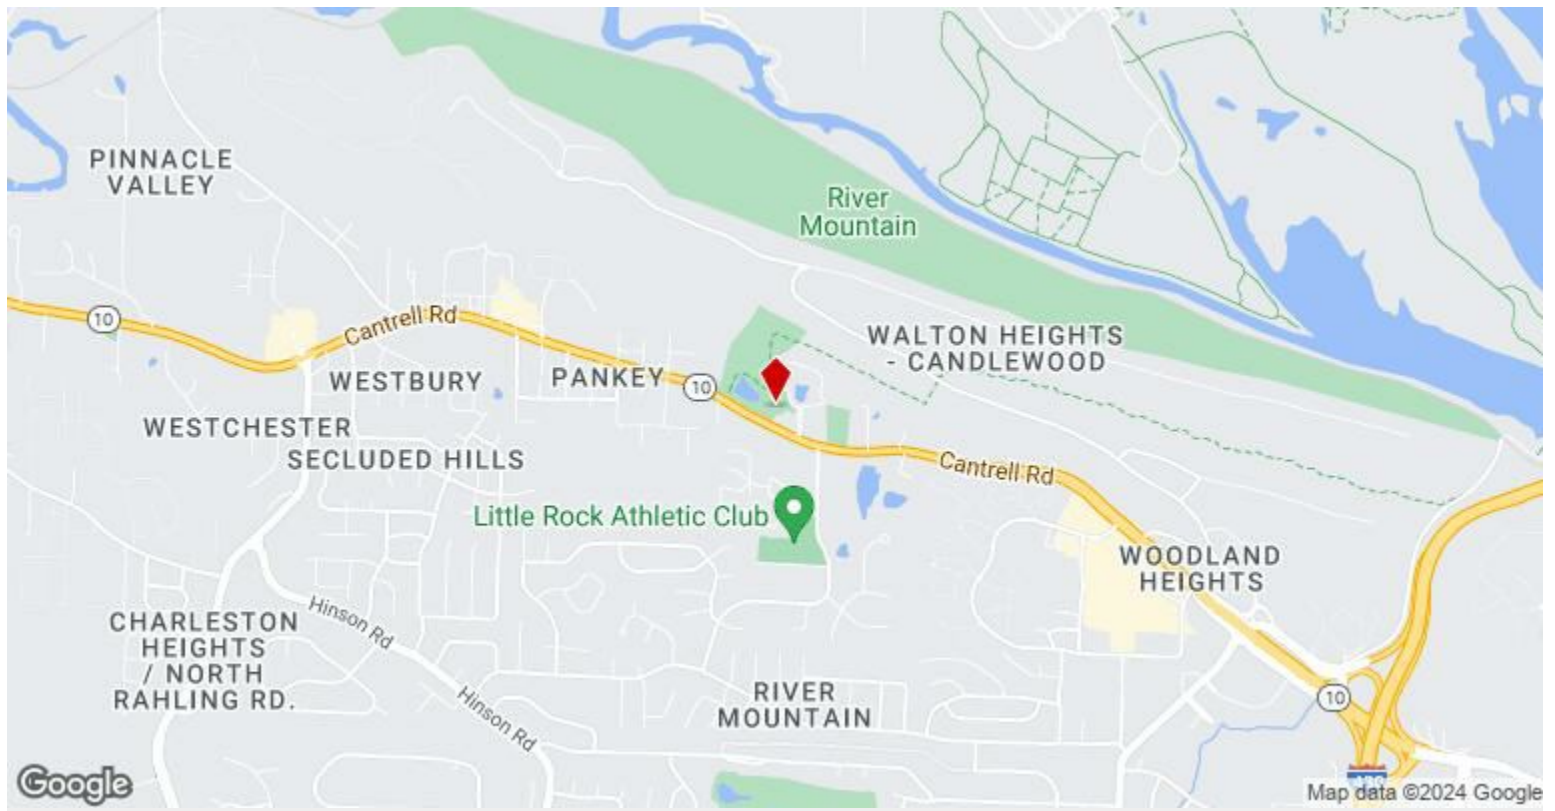 PINNACLE
VALLEY
River
Mountain
10
Cantrell Rd
WALTON HEIGHTS
- CANDLEWOOD
WESTBURY
PANKEY
10
WESTCHESTER
SECLUDED HILLS
Cantrell Rd
Little Rock Athletic Club
WOODLAND
HEIGHTS
Hinson Rd
CHARLESTON
HEIGHTS
/ NORTH
RAHLING RD.
RIVER
MOUNTAIN
Hinson Rd
10
Google
Map data ©2024 Google